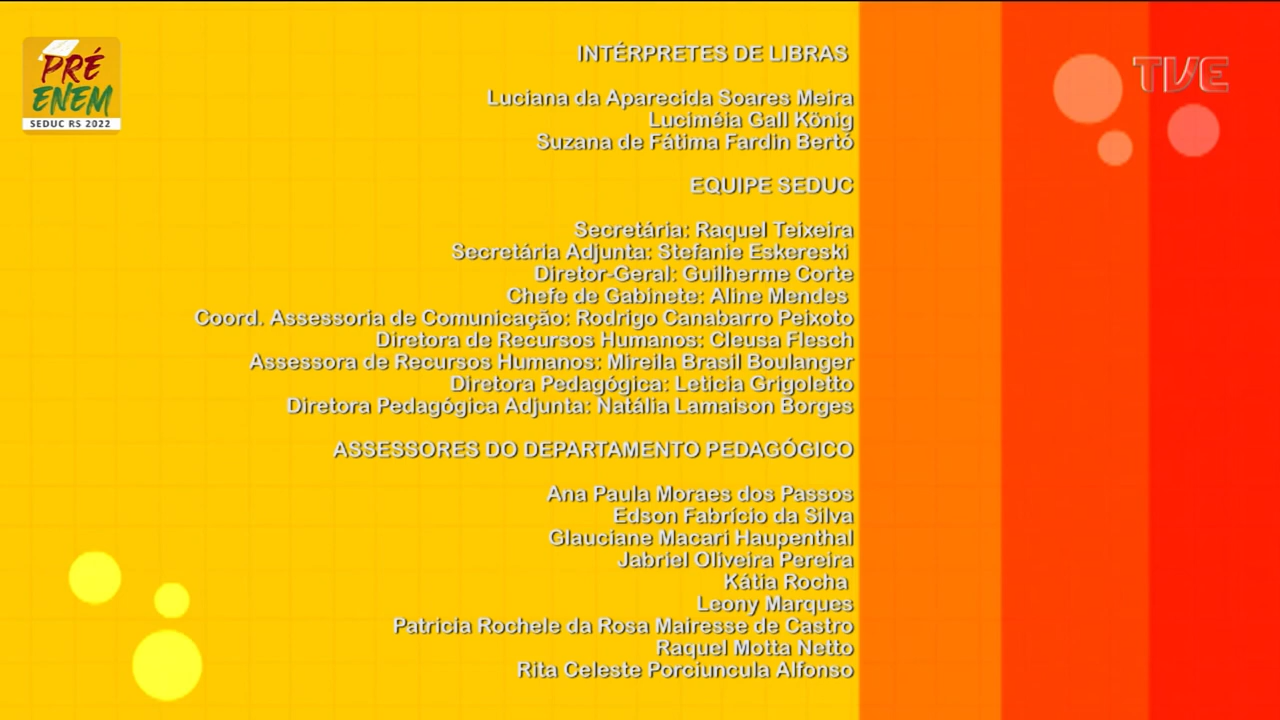 PRÉ
ENEM
SEDUC RS 2022
TVE
INTÉRPRETES DE LIBRAS
Luciana da Aparecida Soares Meira
Luciméia Gall König
Suzana de Fátima Fardin Bertó
EQUIPE SEDUC
Secretária: Raquel Teixeira
Secretária Adjunta: Stefanie Eskereski
Diretor-Geral: Guilherme Corte
Chefe de Gabinete: Aline Mendes
Coord. Assessoria de Comunicação: Rodrigo Canabarro Peixoto
Diretora de Recursos Humanos: Cleusa Flesch
Assessora de Recursos Humanos: Mireila Brasil Boulanger
Diretora Pedagógica: Leticia Grigoletto
Diretora Pedagógica Adjunta: Natália Lamaison Borges
ASSESSORES DO DEPARTAMENTO PEDAGÓGICO
Ana Paula Moraes dos Passos
Edson Fabrício da Silva
Glauciane Macari Haupenthal
Jabriel Oliveira Pereira
Kátia Rocha
Leony Marques
Patricia Rochele da Rosa Mairesse de Castro
Raquel Motta Netto
Rita Celeste Porciuncula Alfonso